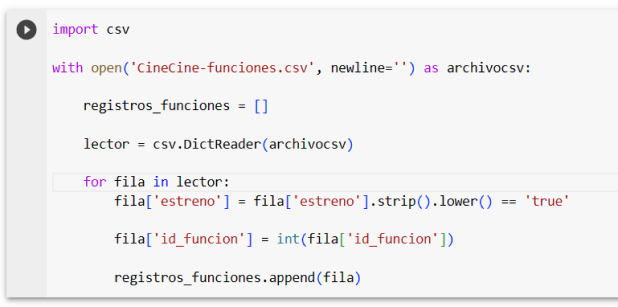 import csv
with open('CineCine-funciones.csv', newline='') as archivocsv:
    registros_funciones = []
    lector = csv.DictReader(archivocsv)
    for fila in lector:
        fila['estreno'] = fila['estreno'].strip().lower() == 'true'
        fila['id_funcion'] = int(fila['id_funcion'])
        registros_funciones.append(fila)